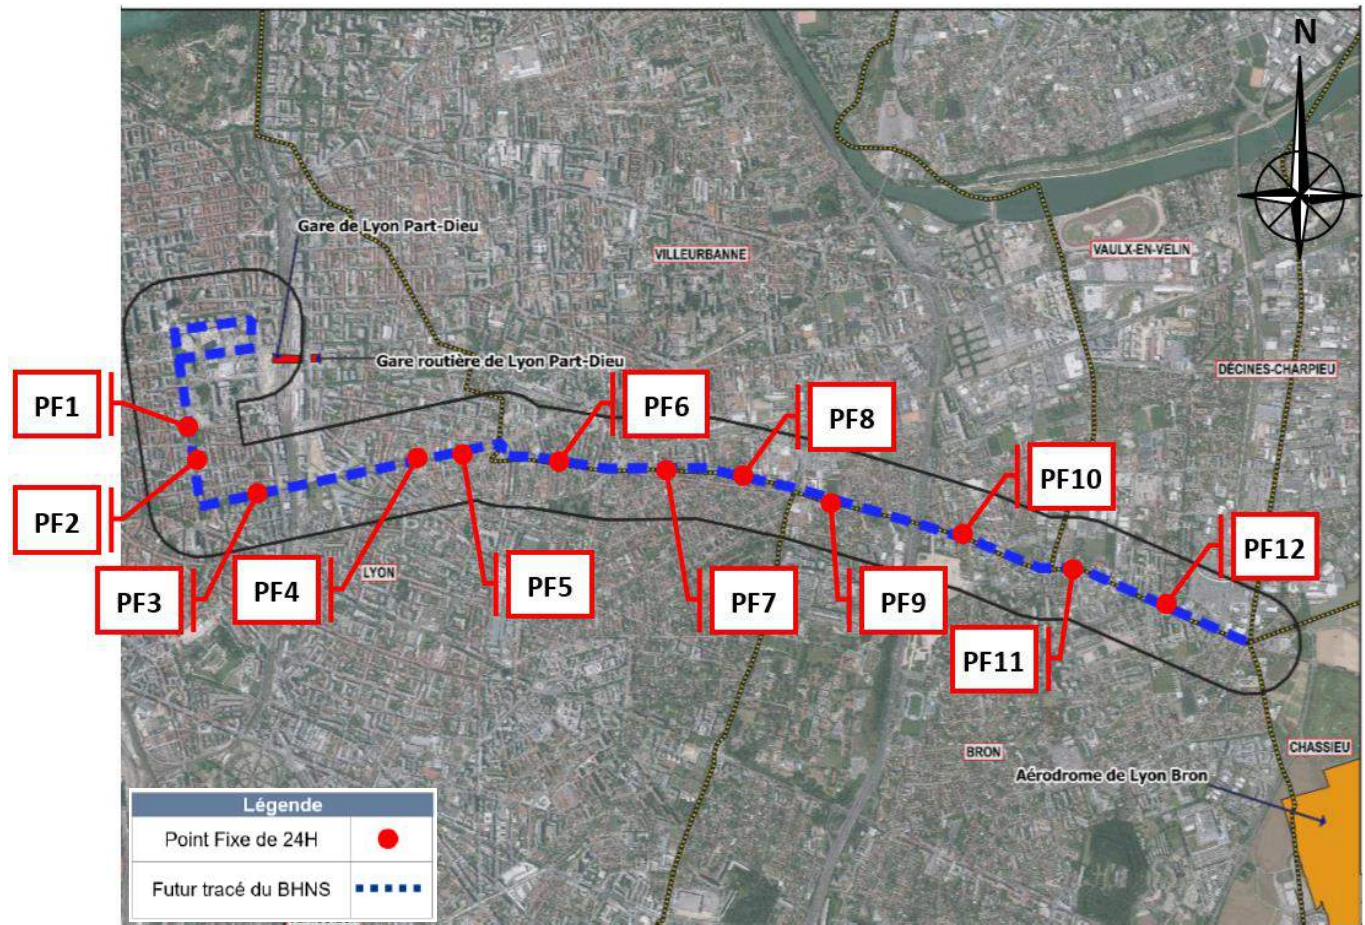 N
Gare de Lyon Part-Dieu
VILLEURBANNE
VAULX-EN-VELIN
Gare routière de Lyon Part-Dieu
DÉCINES-CHARPIEU
PF1
PF6
PF8
PF10
PF2
PF12
LYON
PF3
PF4
PF5
PF7
PF9
PF11
BRON
CHASSIEU
Aérodrome de Lyon Bron
Légende
Point Fixe de 24H
Futur tracé du BHNS